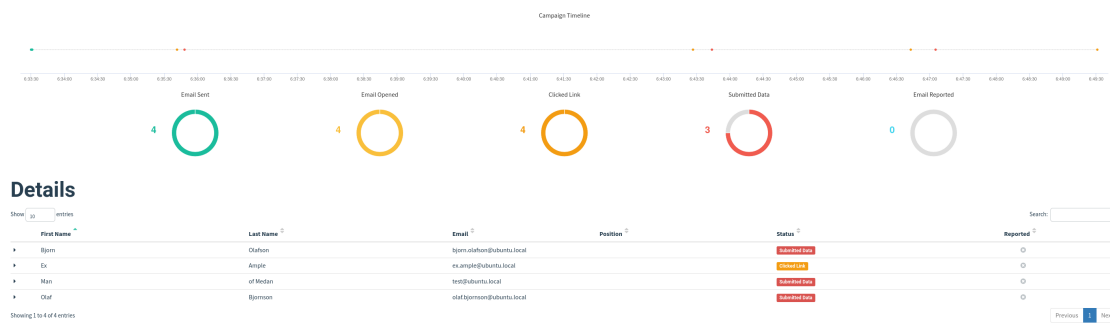 Campaign Timeline
6:33:30 6:34:00 6:34:30 6:35:00 6:35:30 6:36:00 6:36:30 6:37:00 6:37:30 6:38:00 6:38:30 6:39:00 6:39:30 6:40:00 6:40:30 6:41:00 6:41:30 6:42:00 6:42:30 6:43:00 6:43:30 6:44:00 6:44:30 6:45:00 6:45:30 6:46:00 6:46:30 6:47:00 6:47:30 6:48:00 6:48:30 6:49:00 6:49:30
Email Sent Email Opened Clicked Link Submitted Data Email Reported
4 4 4 3 0
Details
Show 10 entries Search:
First Name Last Name Email Position Status Reported
Bjorn Olafson bjorn.olafson@ubuntu.local Submitted Data
Ex Ample ex.ample@ubuntu.local Clicked Link
Man of Medan test@ubuntu.local Submitted Data
Olaf Bjornson olaf.bjornson@ubuntu.local Submitted Data
Showing 1 to 4 of 4 entries Previous 1